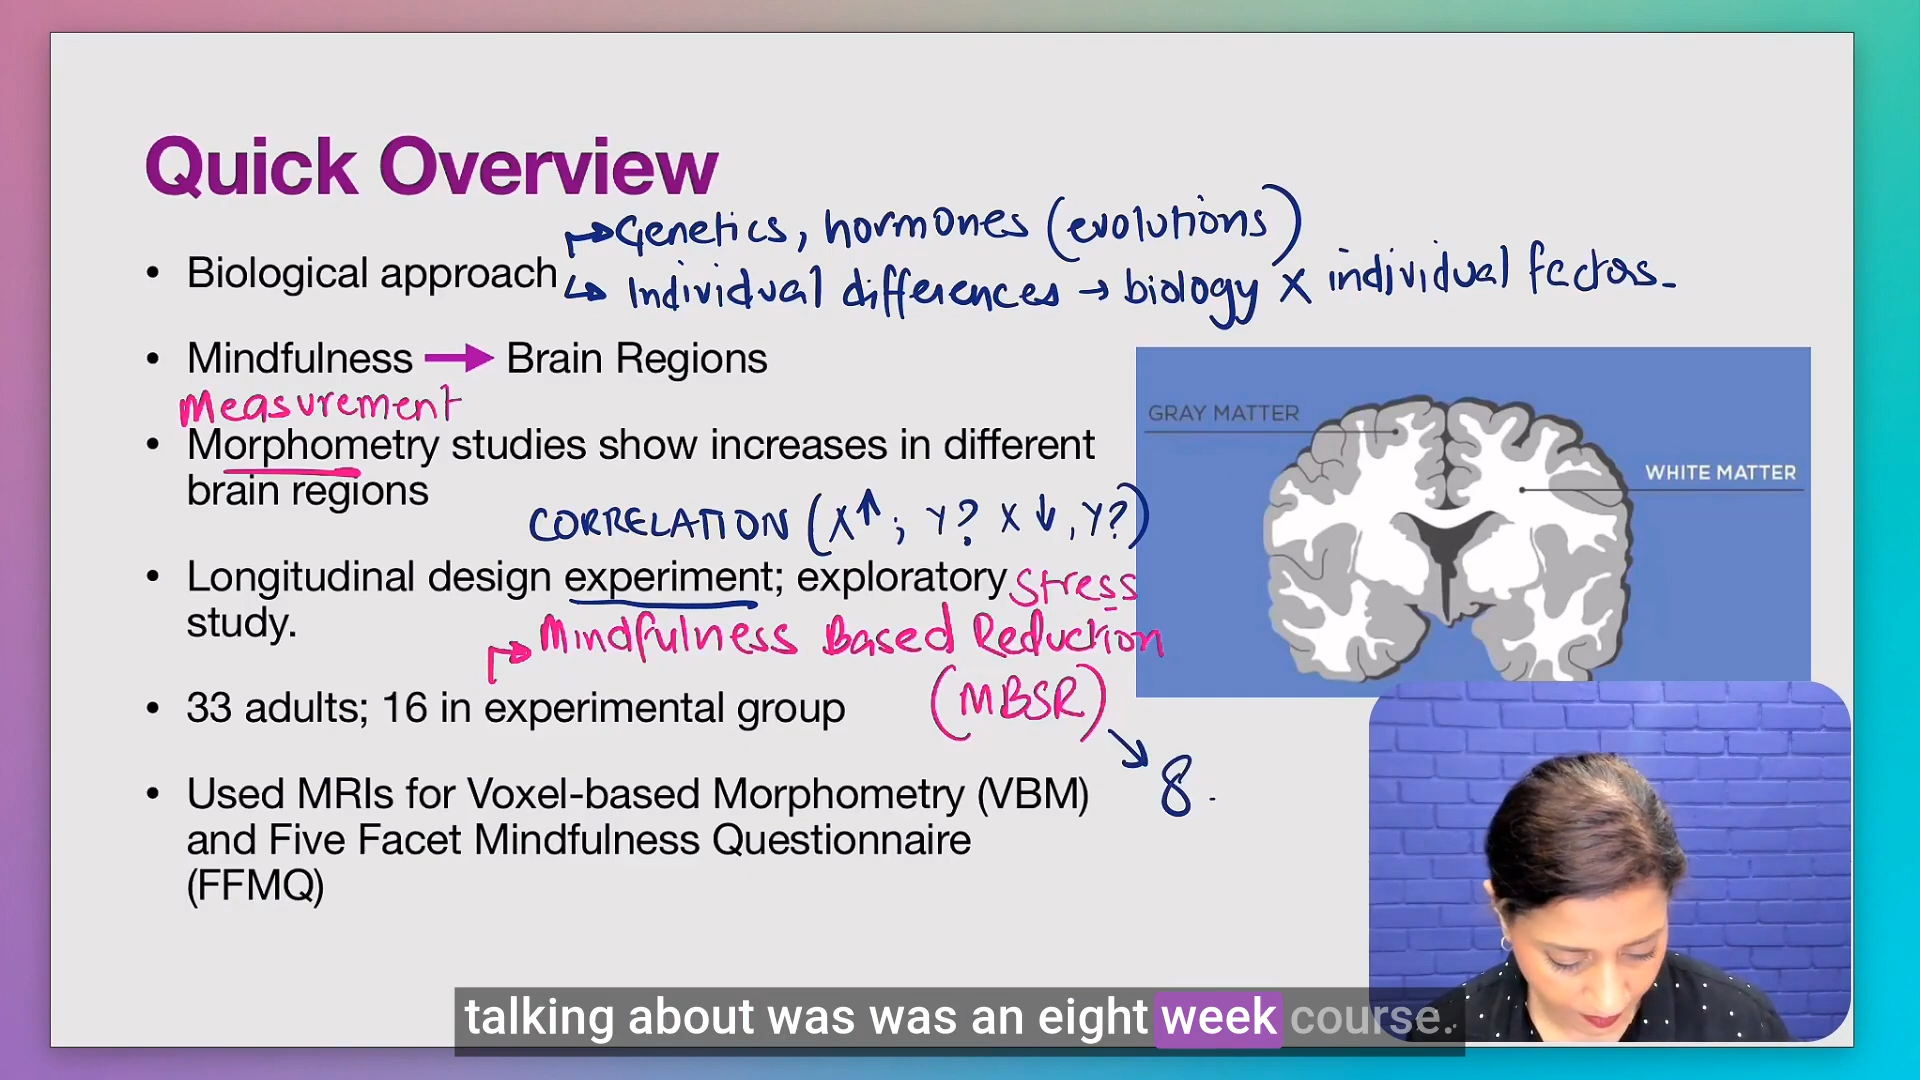 Quick Overview
Genetics, hormones (evolutions)
• Biological approach
Individual differences → biology X individual factors.
• Mindfulness → Brain Regions
Measurement
GRAY MATTER
• Morphometry studies show increases in different
WHITE MATTER
brain regions
CORRELATION (X↑; Y? X↓, Y?)
• Longitudinal design experiment; exploratory
Stress
study.
Mindfulness Based Reduction
(MBSR)
• 33 adults; 16 in experimental group
8
• Used MRIs for Voxel-based Morphometry (VBM)
and Five Facet Mindfulness Questionnaire
(FFMQ)
talking about was was an eight week course.